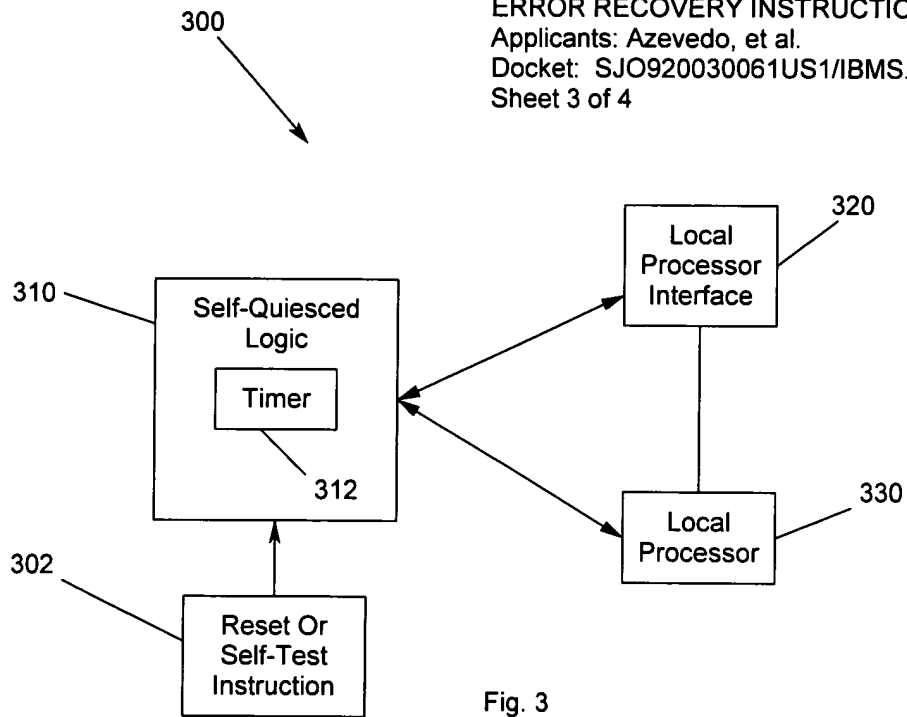 ERROR RECOVERY INSTRUCTIO
Applicants: Azevedo, et al.
Docket: SJO920030061US1/IBMS.
Sheet 3 of 4
300
320
Local
Processor
Interface
310
Self-Quiesced
Logic
Timer
312
330
Local
Processor
302
Reset Or
Self-Test
Instruction
Fig. 3